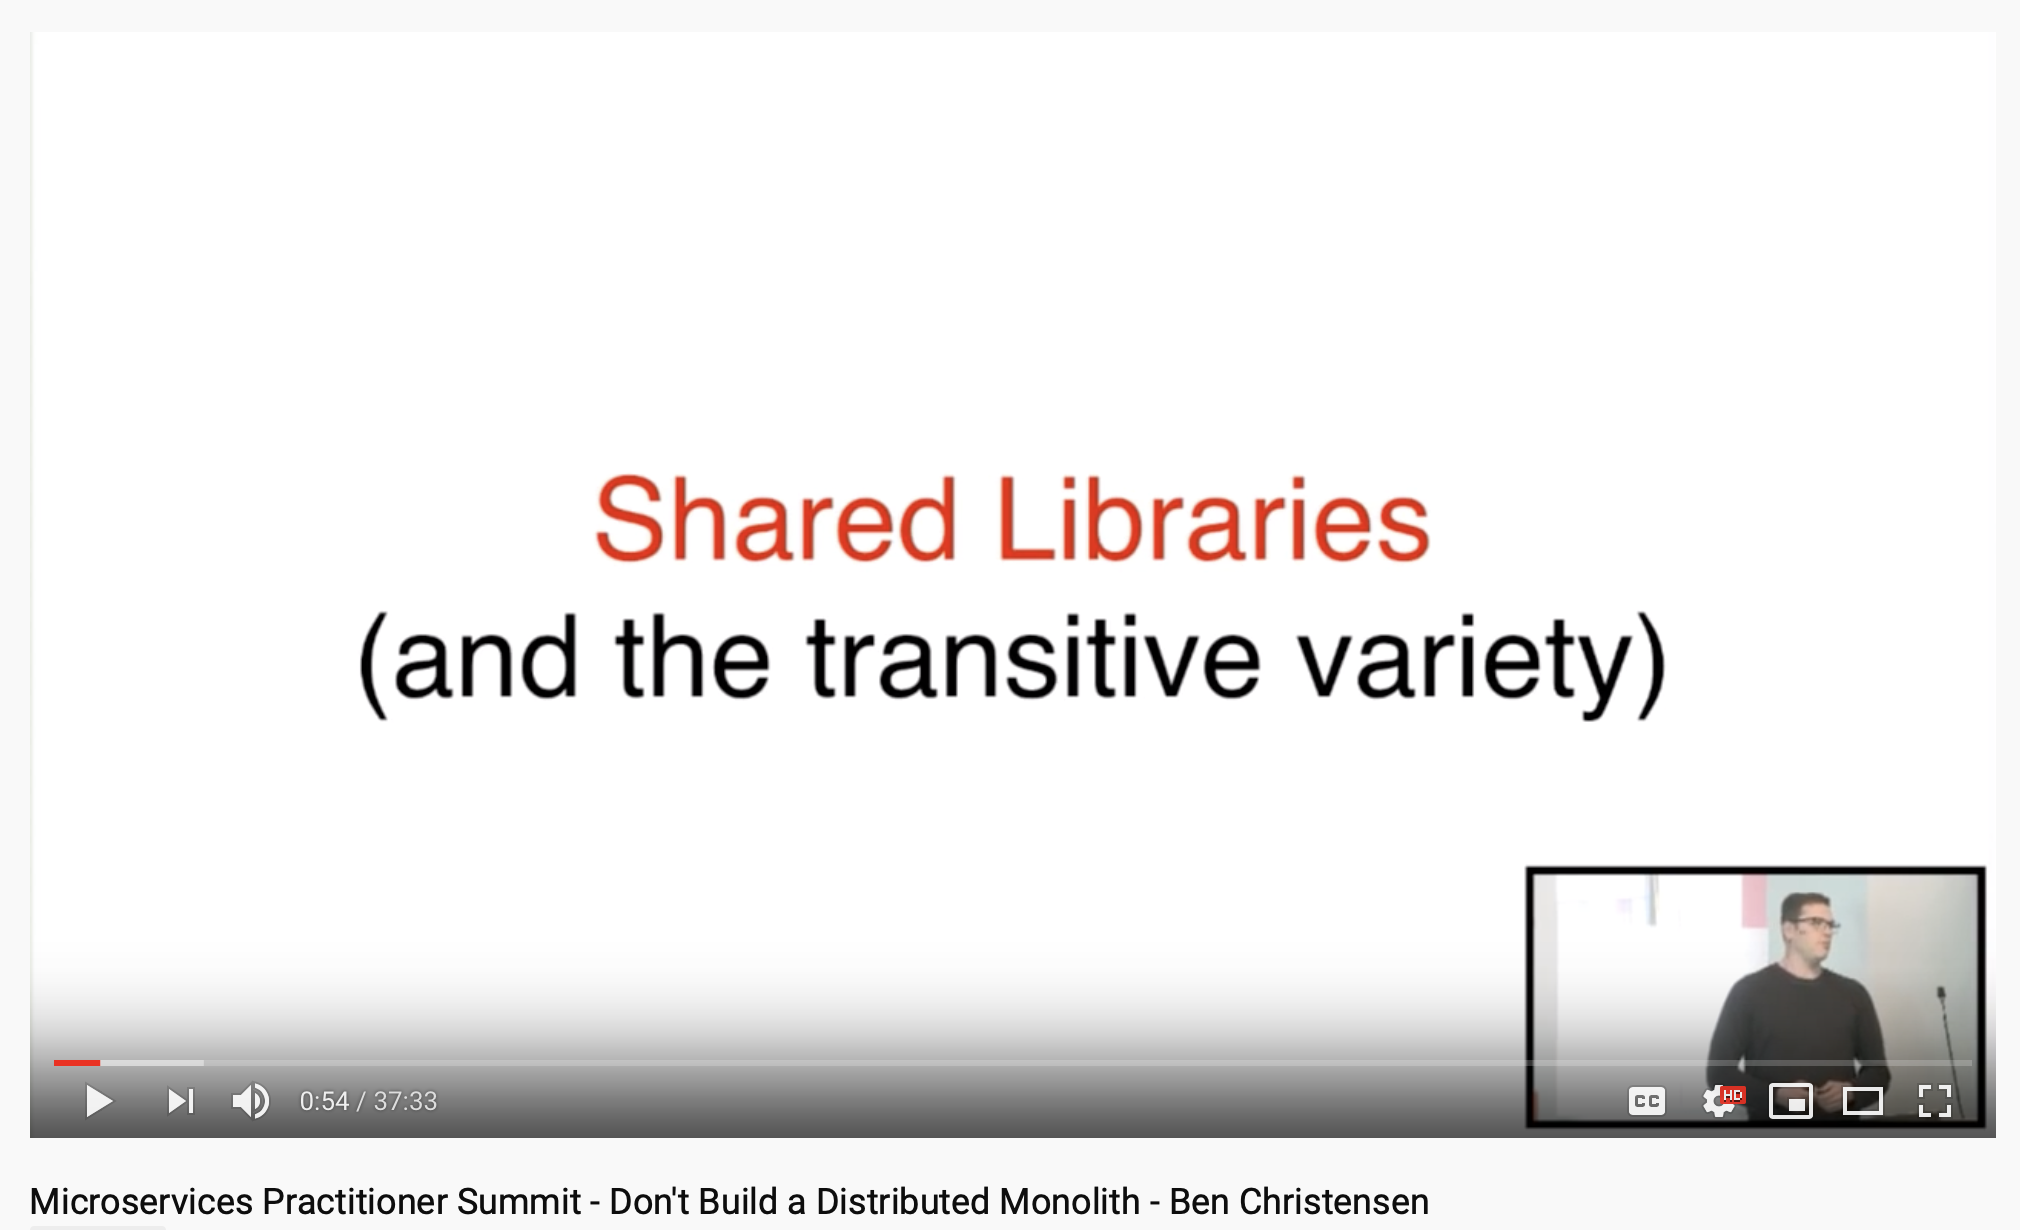 Shared Libraries
(and the transitive variety)
0:54 / 37:33
CC
HD
Microservices Practitioner Summit - Don't Build a Distributed Monolith - Ben Christensen